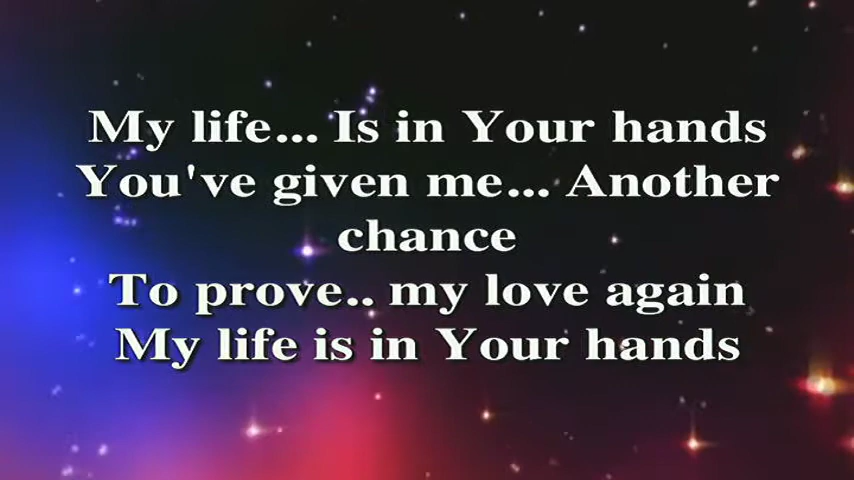 My life... Is in Your hands
You've given me... Another
chance
To prove.. my love again
My life is in Your hands